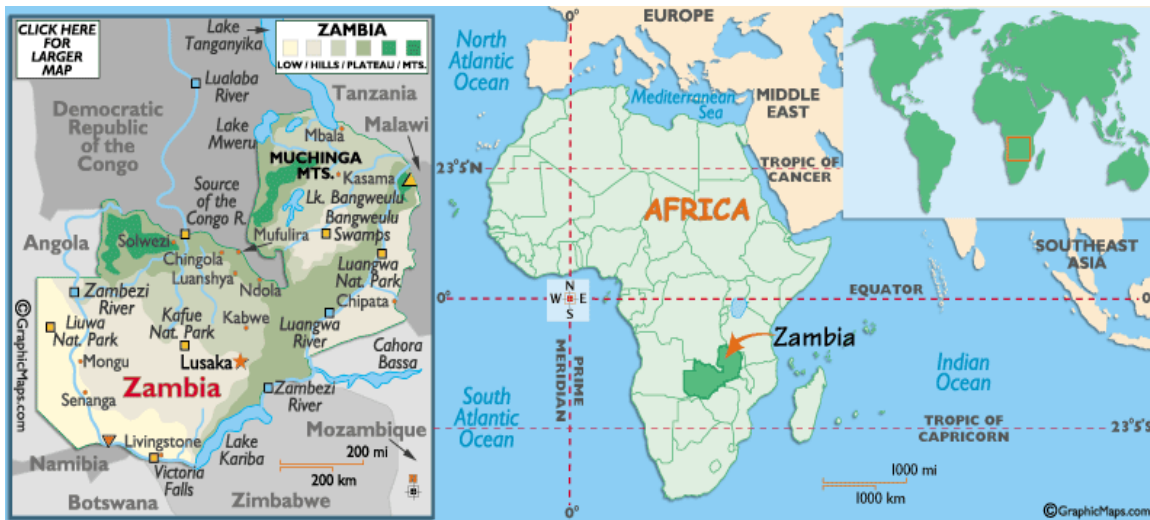 CLICK HERE
FOR
LARGER
MAP
Lake
Tanganyika
ZAMBIA
LOW / HILLS / PLATEAU / MTS.
Lualaba
River
Tanzania
Democratic
Republic
of the
Congo
Lake
Mweru
Mbala
Malawi
MUCHINGA
MTS.
Kasama
Source
of the
Congo R.
Lk. Bangweulu
Bangweulu
Swamps
Angola
Solwezi
Mufulira
Chingola
Luanshya
Ndola
Luangwa
Nat. Park
Chipata
Zambezi
River
Liuwa
Nat. Park
Kafue
Nat. Park
Kabwe
Luangwa
River
Cahora
Bassa
Mongu
Lusaka
Zambia
Senanga
Zambezi
River
Mozambique
Livingstone
Lake
Kariba
200 mi
200 km
Namibia
Victoria
Falls
Botswana
Zimbabwe
©GraphicMaps.com
North
Atlantic
Ocean
0°
EUROPE
Mediterranean
Sea
MIDDLE
EAST
23°5'N
TROPIC OF
CANCER
AFRICA
SOUTHEAST
ASIA
N
W E
S
0°
EQUATOR
0
Zambia
PRIME
MERIDIAN
Indian
Ocean
South
Atlantic
Ocean
TROPIC OF
CAPRICORN
23°5'S
1000 mi
1000 km
0°
©GraphicMaps.com